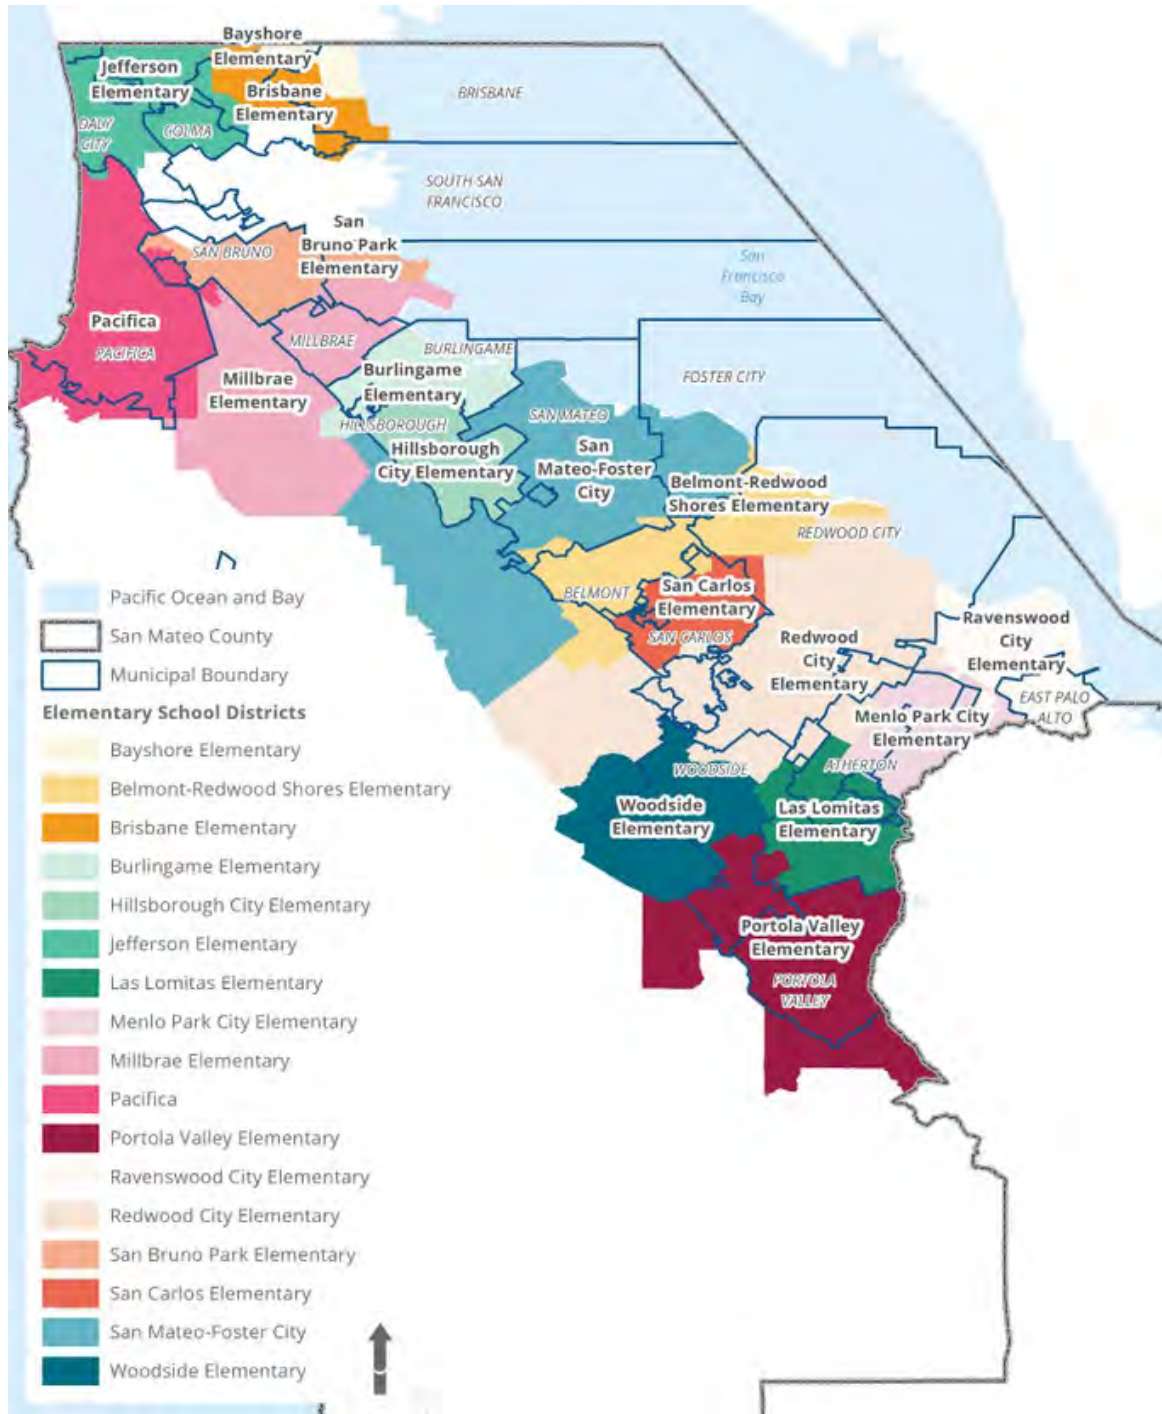 Bayshore
Elementary
Jefferson
Elementary
Brisbane
Elementary
BRISBANE
DALY
CITY
COLMA
SOUTH SAN
FRANCISCO
San
Bruno Park
Elementary
SAN BRUNO
San
Francisco
Bay
Pacifica
PACIFICA
MILLBRAE
BURLINGAME
Millbrae
Elementary
Burlingame
Elementary
FOSTER CITY
HILLSBOROUGH
SAN MATEO
Hillsborough
City Elementary
San
Mateo-Foster
City
Belmont-Redwood
Shores Elementary
REDWOOD CITY
BELMONT
San Carlos
Elementary
SAN CARLOS
Redwood
City
Elementary
Ravenswood
City
Elementary
EAST PALO
ALTO
Menlo Park City
Elementary
WOODSIDE
ATHERTON
Woodside
Elementary
Las Lomitas
Elementary
Portola Valley
Elementary
PORTOLA
VALLEY
Pacific Ocean and Bay
San Mateo County
Municipal Boundary
Elementary School Districts
Bayshore Elementary
Belmont-Redwood Shores Elementary
Brisbane Elementary
Burlingame Elementary
Hillsborough City Elementary
Jefferson Elementary
Las Lomitas Elementary
Menlo Park City Elementary
Millbrae Elementary
Pacifica
Portola Valley Elementary
Ravenswood City Elementary
Redwood City Elementary
San Bruno Park Elementary
San Carlos Elementary
San Mateo-Foster City
Woodside Elementary